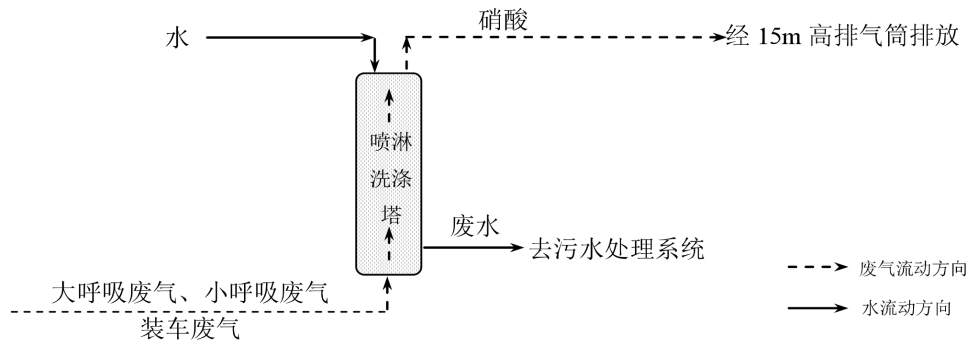 硝酸
水
经 15m 高排气筒排放
喷淋
洗涤
塔
废水
去污水处理系统
大呼吸废气、小呼吸废气
装车废气
废气流动方向
水流动方向